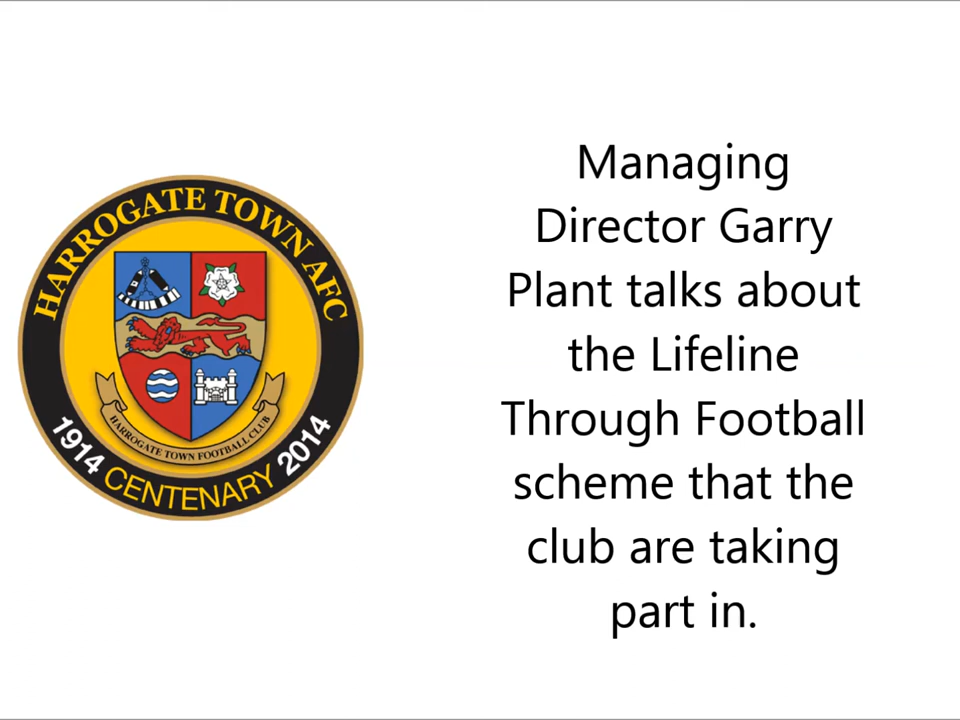 HARROGATE TOWN AFC
HARROGATE TOWN FOOTBALL CLUB
1914 CENTENARY 2014
Managing
Director Garry
Plant talks about
the Lifeline
Through Football
scheme that the
club are taking
part in.